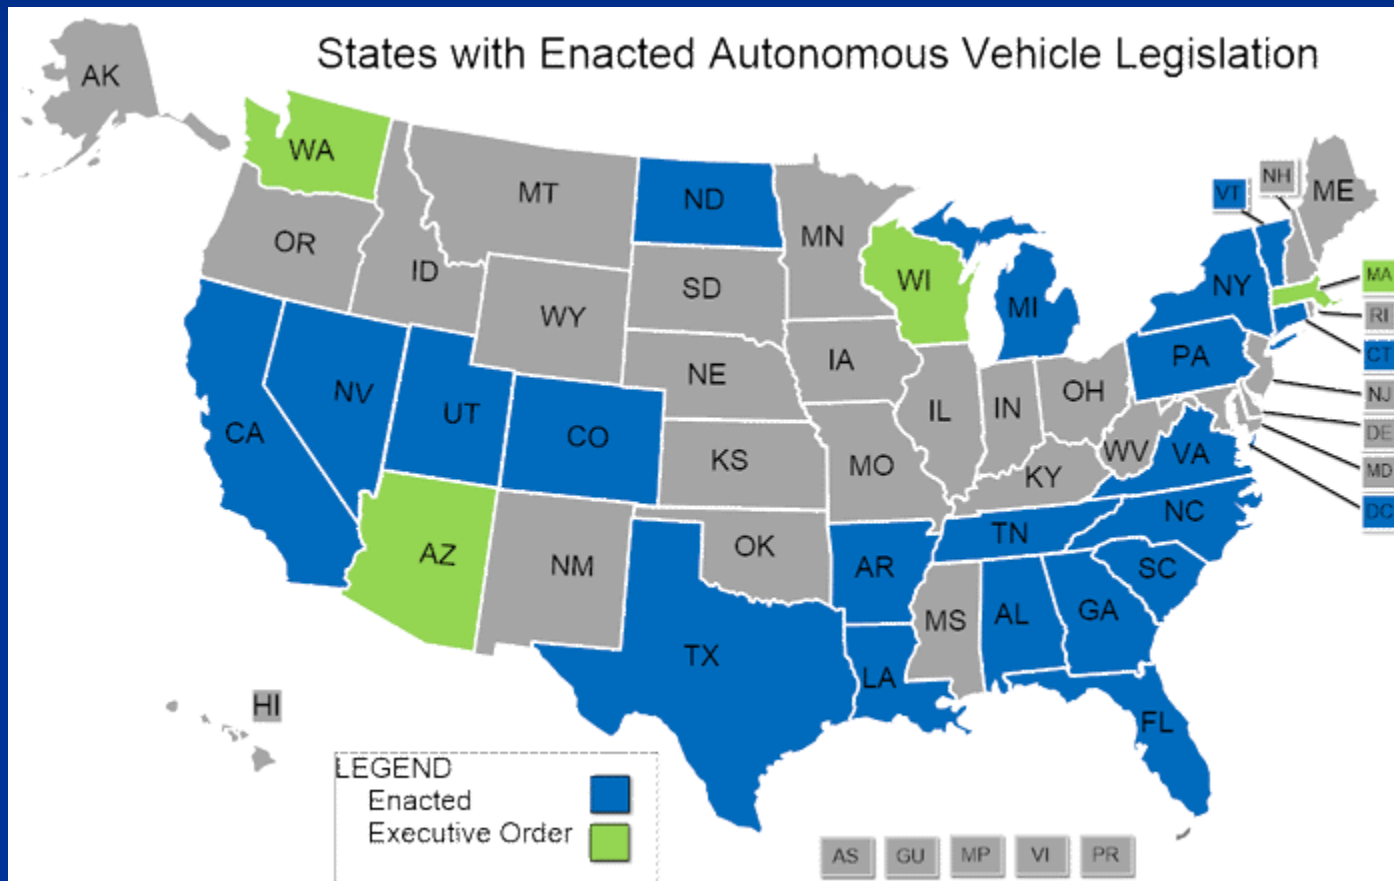 States with Enacted Autonomous Vehicle Legislation
AK
WA
MT
ND
MN
VT
NH
ME
OR
ID
SD
WI
MI
NY
MA
WY
RI
IA
PA
CT
NE
NV
IL
IN
OH
NJ
UT
CA
CO
DE
KS
MO
WV
VA
KY
MD
NC
DC
TN
AZ
NM
OK
AR
SC
MS
AL
GA
TX
LA
HI
FL
LEGEND
Enacted
Executive Order
AS
GU
MP
VI
PR